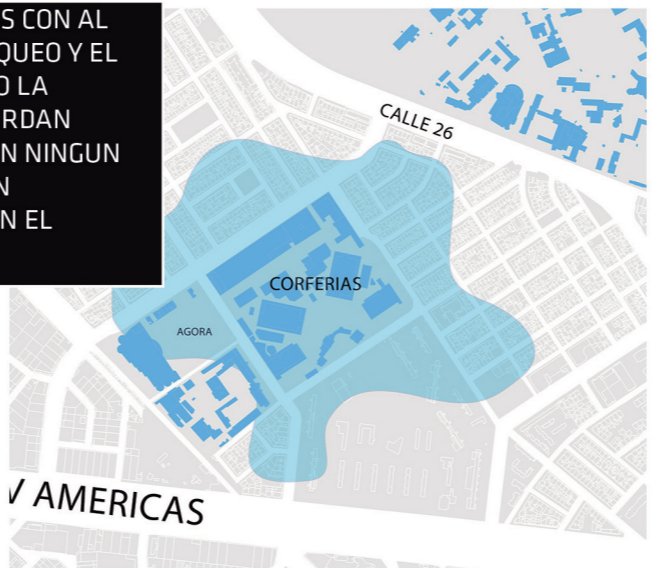 S CON AL
QUEO Y EL
O LA
RDAN
N NINGUN
N
N EL
CALLE 26
CORFERIAS
AGORA
V AMERICAS